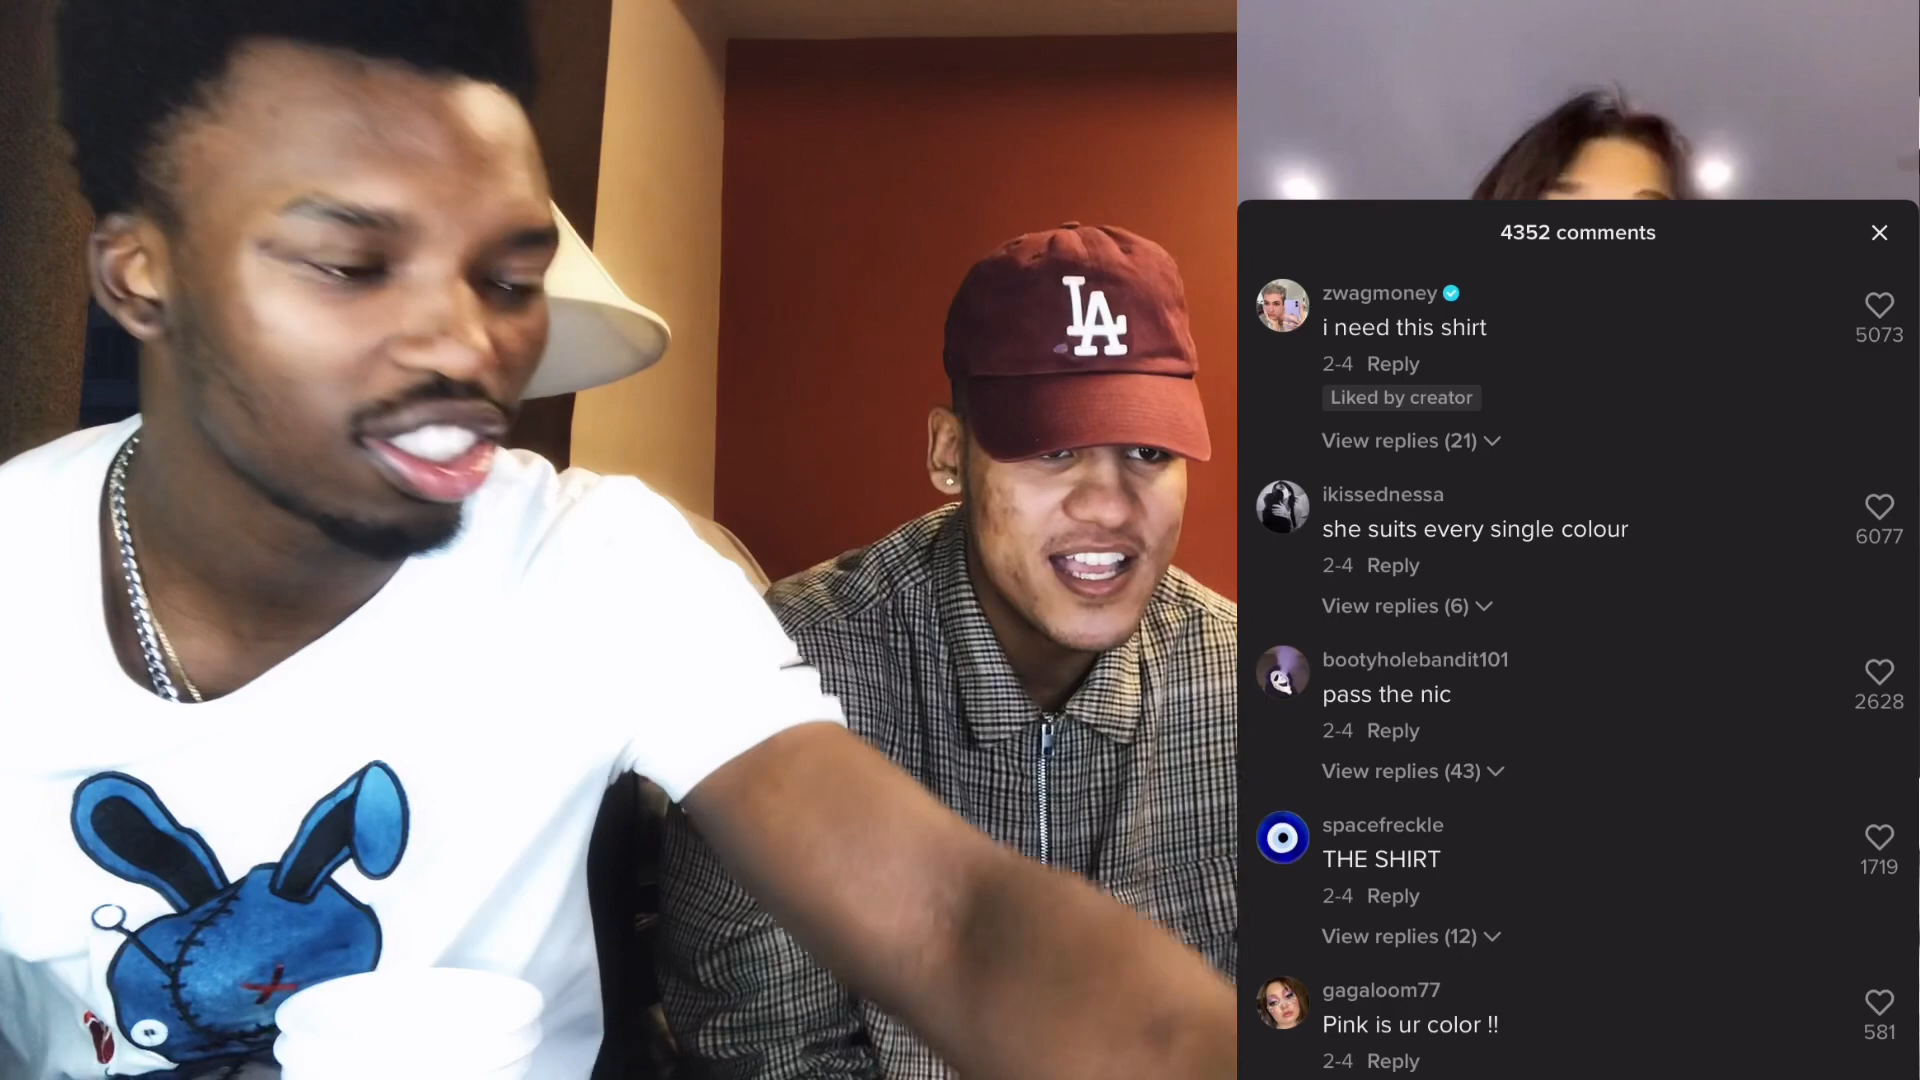 LA
4352 comments
zwagmoney
i need this shirt
2-4 Reply
5073
Liked by creator
View replies (21)
ikissednessa
she suits every single colour
2-4 Reply
6077
View replies (6)
bootyholebandit101
pass the nic
2-4 Reply
2628
View replies (43)
spacefreckle
THE SHIRT
2-4 Reply
1719
View replies (12)
gagaloom77
Pink is ur color !!
2-4 Reply
581